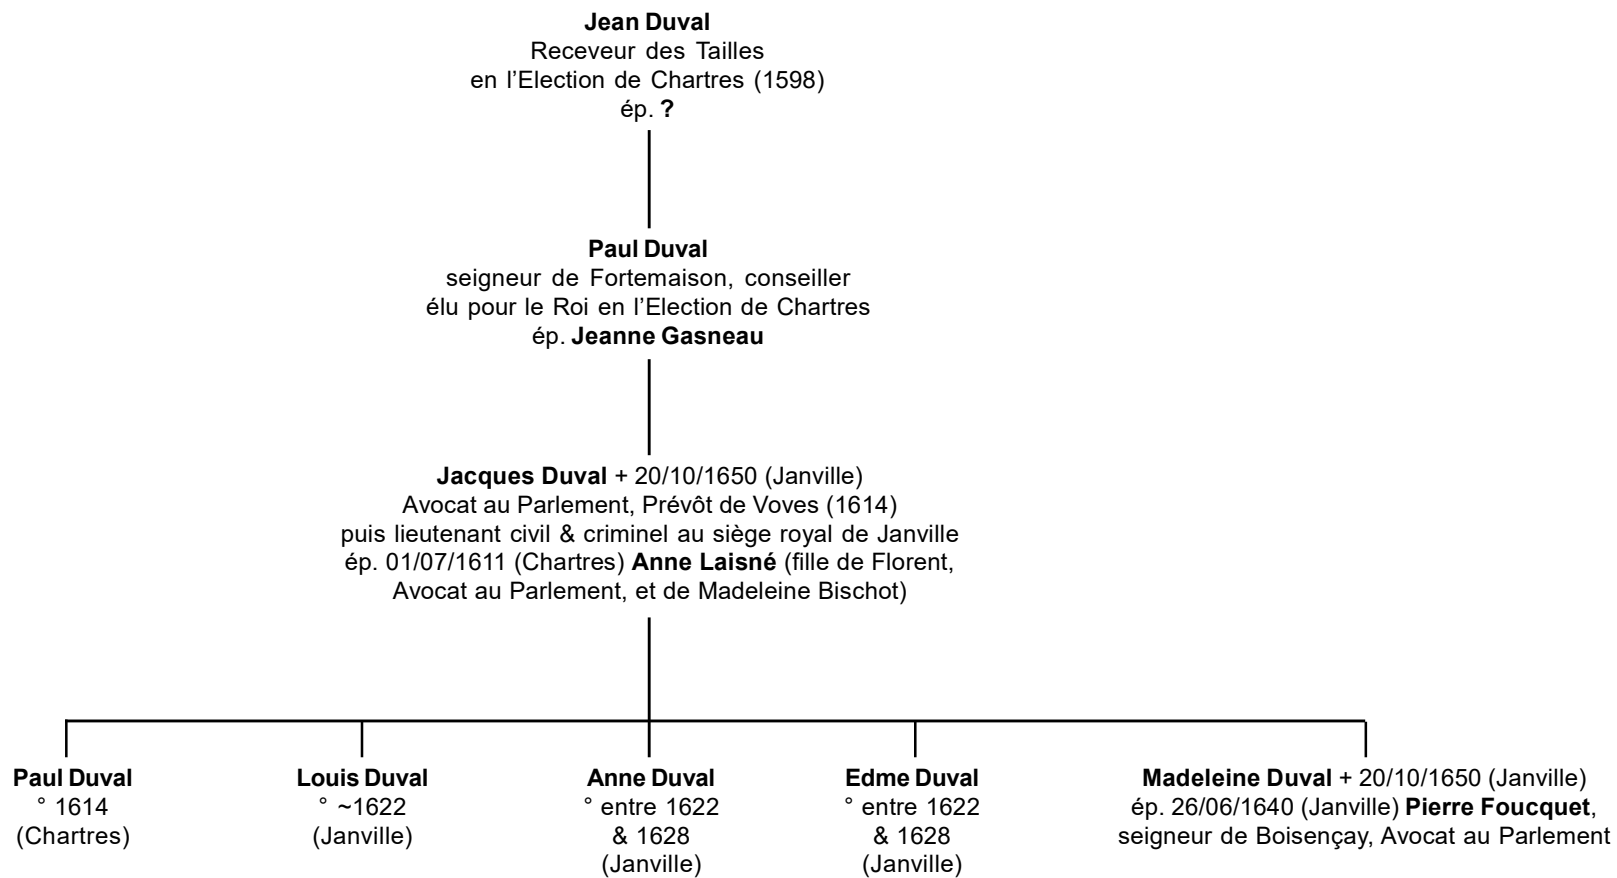 Jean Duval
Receveur des Tailles
en l'Election de Chartres (1598)
ép. ?
Paul Duval
seigneur de Fortemaison, conseiller
élu pour le Roi en l'Election de Chartres
ép. Jeanne Gasneau
Jacques Duval + 20/10/1650 (Janville)
Avocat au Parlement, Prévôt de Voves (1614)
puis lieutenant civil & criminel au siège royal de Janville
ép. 01/07/1611 (Chartres) Anne Laisné (fille de Florent,
Avocat au Parlement, et de Madeleine Bischot)
Paul Duval
° 1614
(Chartres)
Louis Duval
° ~1622
(Janville)
Anne Duval
° entre 1622
& 1628
(Janville)
Edme Duval
° entre 1622
& 1628
(Janville)
Madeleine Duval + 20/10/1650 (Janville)
ép. 26/06/1640 (Janville) Pierre Foucquet,
seigneur de Boisençay, Avocat au Parlement